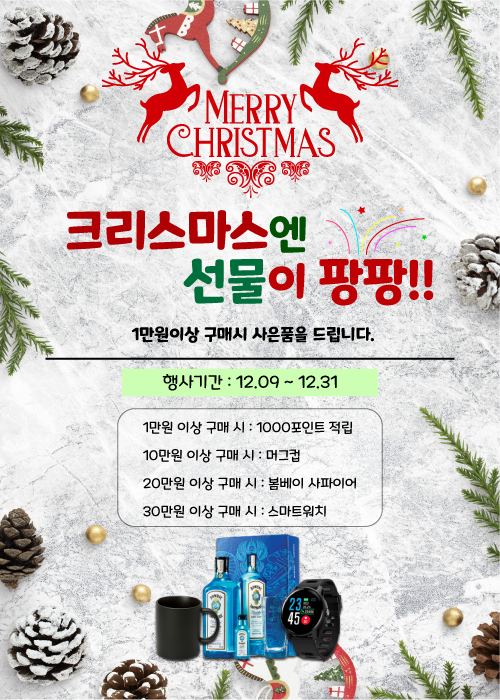 MERRY
CHRISTMAS
크리스마스엔
선물이 팡팡!!
1만원이상 구매시 사은품을 드립니다.
행사기간 : 12.09 ~ 12.31
1만원 이상 구매 시 : 1000포인트 적립
10만원 이상 구매 시 : 머그컵
20만원 이상 구매 시 : 봄베이 사파이어
30만원 이상 구매 시 : 스마트워치
23
45